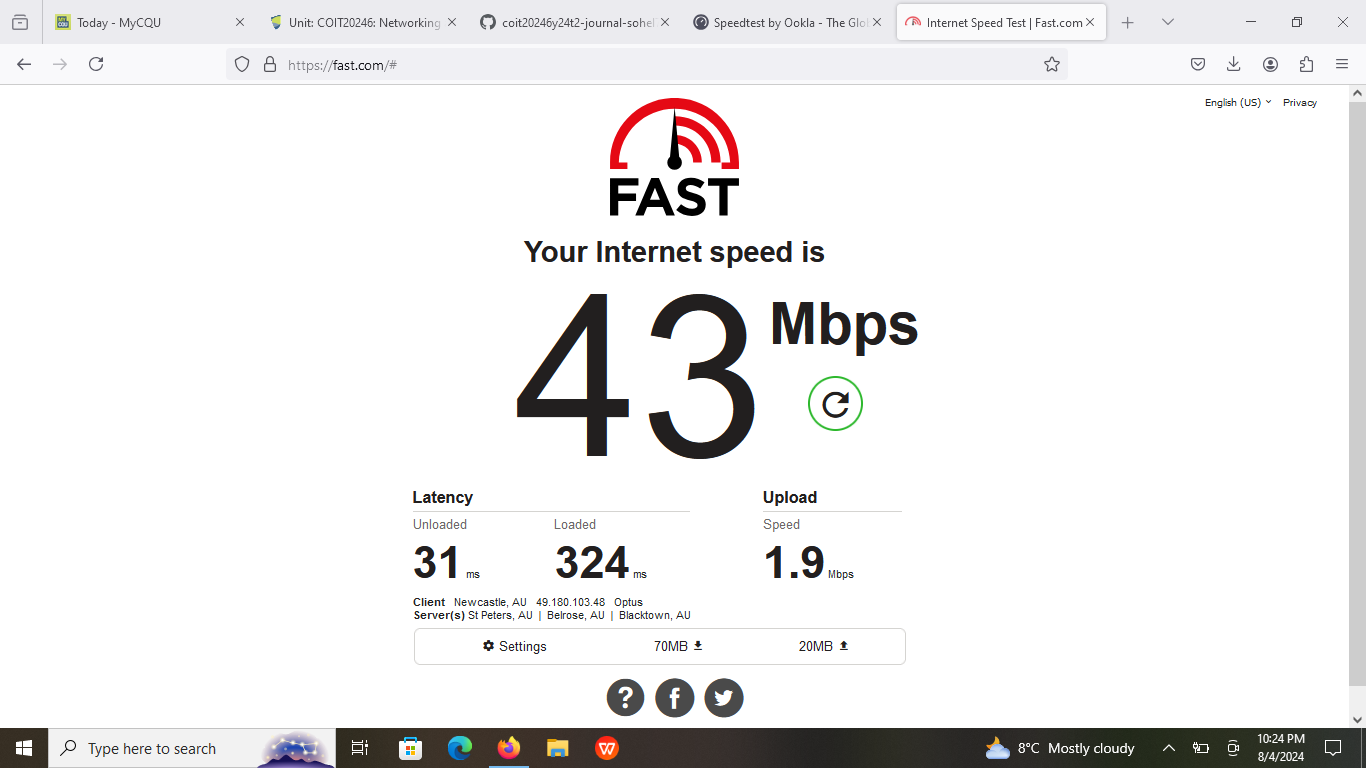 Today - MyCQU
Unit: COIT20246: Networking
coit20246y24t2-journal-sohel
Speedtest by Ookla - The Glo
Internet Speed Test | Fast.com
https://fast.com/#
English (US) Privacy
FAST
Your Internet speed is
43 Mbps
Latency Upload
Unloaded Loaded Speed
31 ms 324 ms 1.9 Mbps
Client Newcastle, AU 49.180.103.48 Optus
Server(s) St Peters, AU | Belrose, AU | Blacktown, AU
Settings 70MB 20MB
Type here to search
8°C Mostly cloudy
10:24 PM
8/4/2024